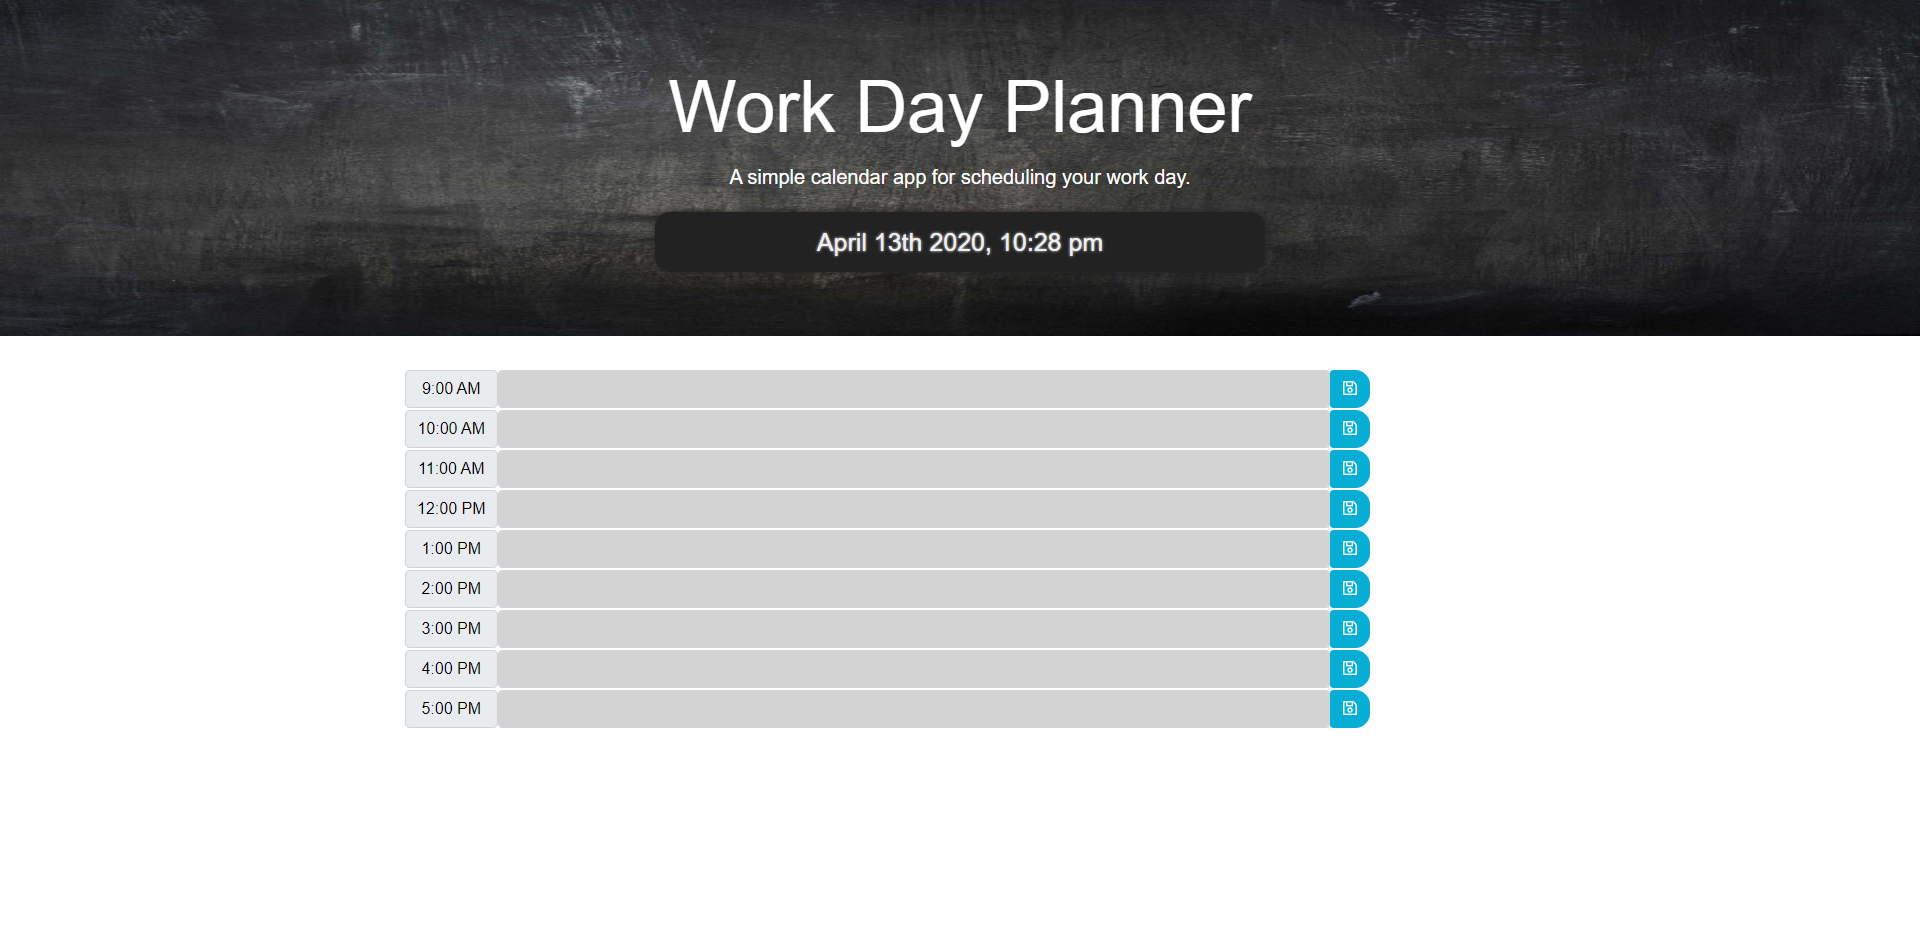 Work Day Planner
A simple calendar app for scheduling your work day.
April 13th 2020, 10:28 pm
9:00 AM
10:00 AM
11:00 AM
12:00 PM
1:00 PM
2:00 PM
3:00 PM
4:00 PM
5:00 PM